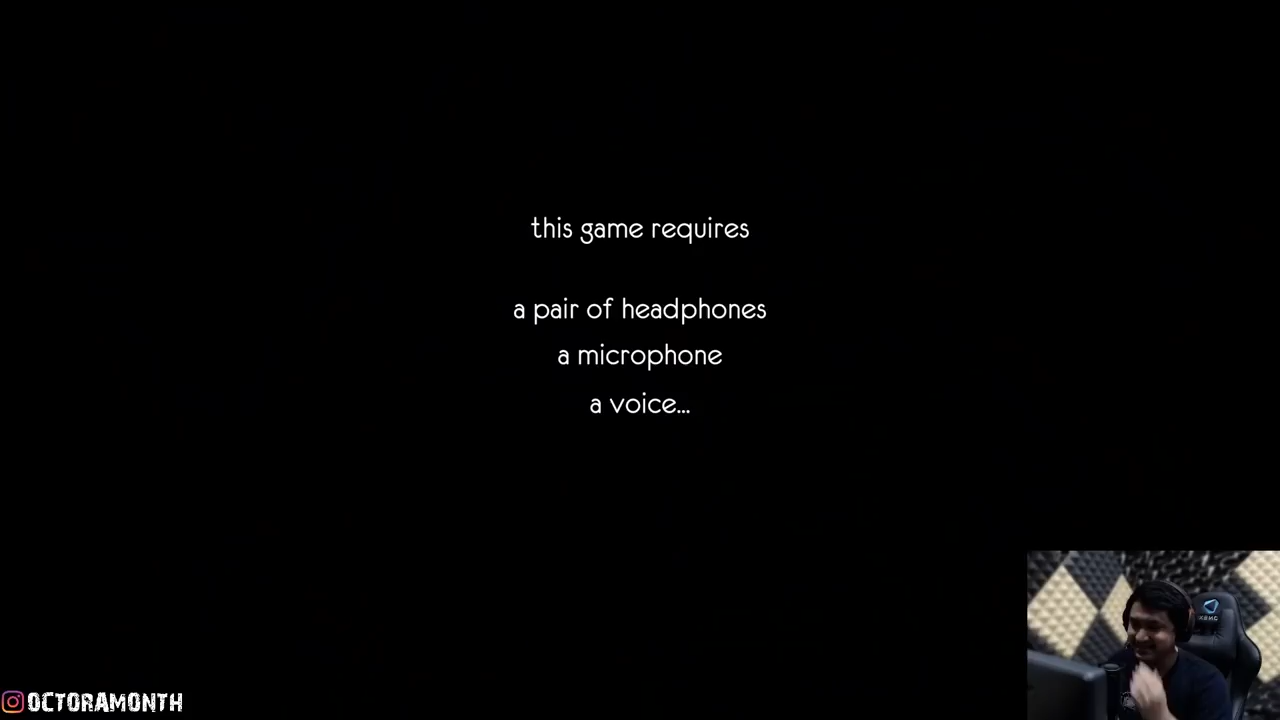 this game requires
a pair of headphones
a microphone
a voice...
OCTORAMONTH